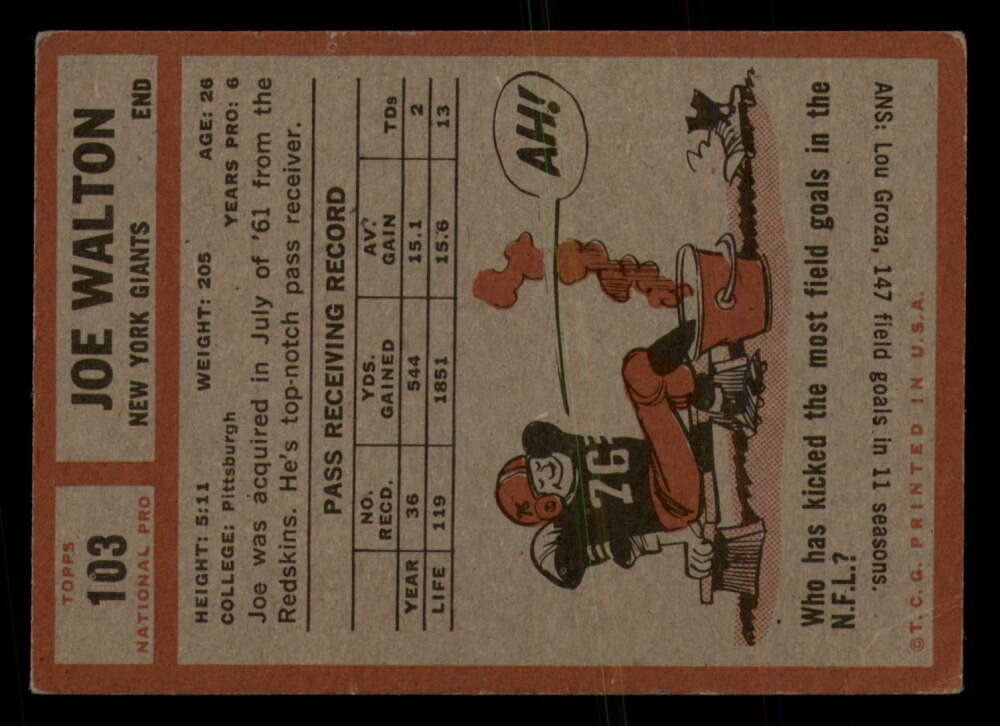 TOPPS
103
NATIONAL PRO
JOE WALTON
NEW YORK GIANTS END
HEIGHT: 5:11 WEIGHT: 205 AGE: 26
COLLEGE: Pittsburgh YEARS PRO: 6
Joe was acquired in July of '61 from the
Redskins. He's top-notch pass receiver.
PASS RECEIVING RECORD
NO. RECD. YDS. GAINED AV. GAIN TDs
YEAR 36 544 15.1 2
LIFE 119 1851 15.6 13
AH!
76
76
Who has kicked the most field goals in the
N.F.L.?
ANS: Lou Groza, 147 field goals in 11 seasons.
©T. C. G. PRINTED IN U.S.A.